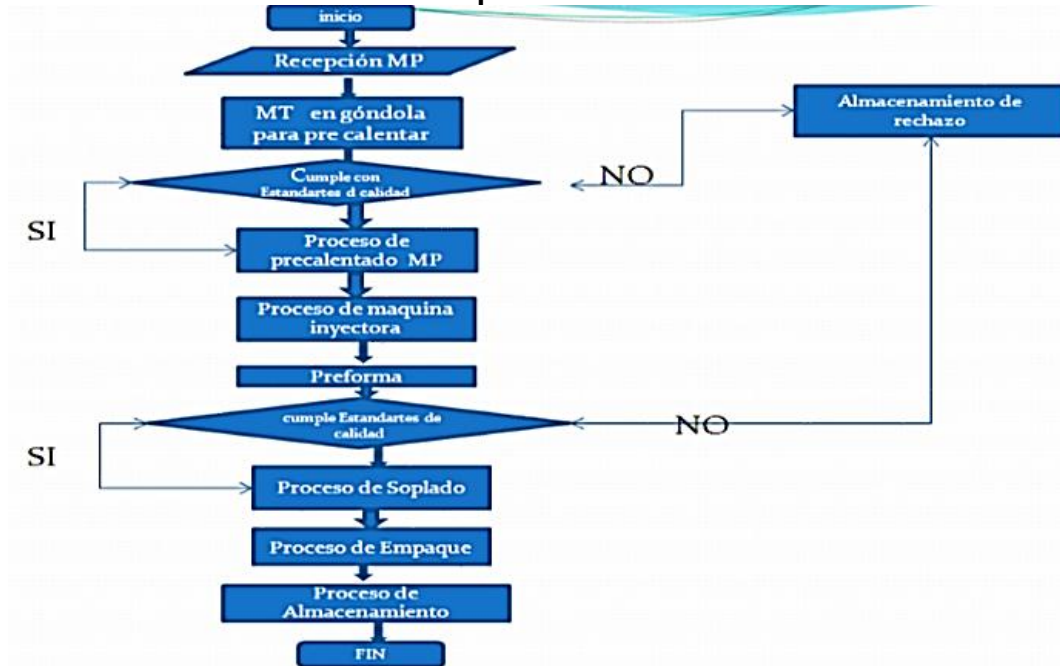 inicio
Recepción MP
MT en góndola
para pre calentar
Almacenamiento de
rechazo
Cumple con
Estandartes d calidad
NO
SI
Proceso de
precalentado MP
Proceso de maquina
inyectora
Preforma
cumple Estandartes de
calidad
NO
SI
Proceso de Soplado
Proceso de Empaque
Proceso de
Almacenamiento
FIN